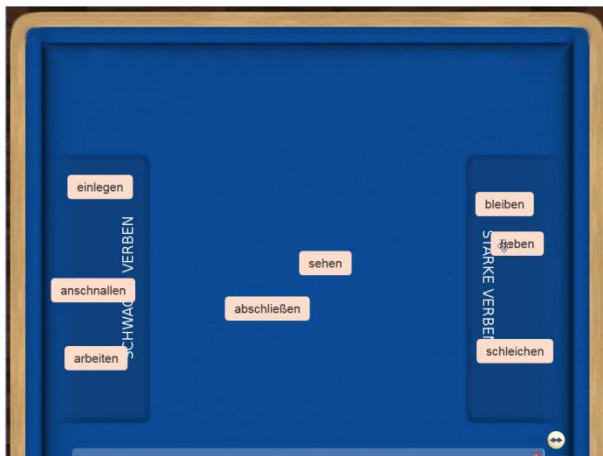 einlegen
anschnallen
arbeiten
SCHWACHE VERBEN
sehen
abschließen
bleiben
schleichen
STARKE VERBEN